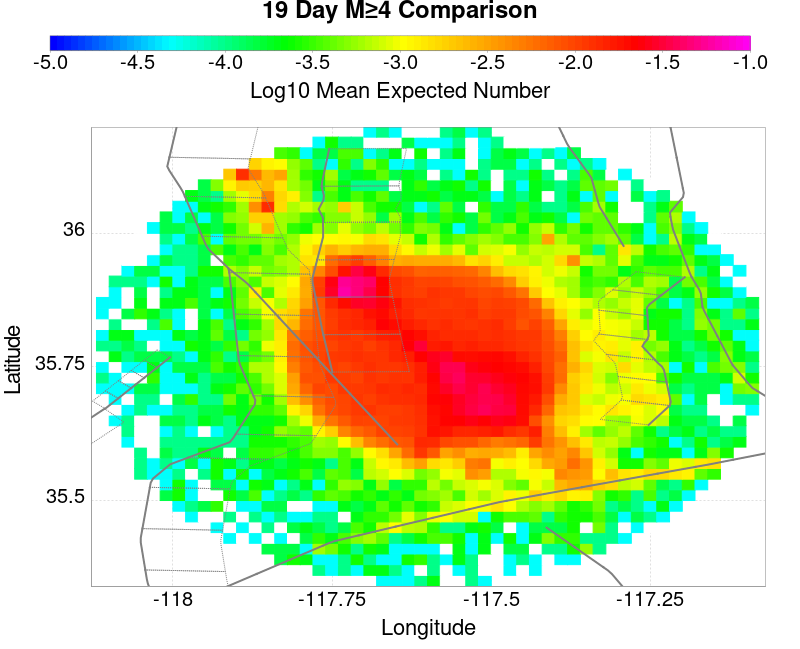 19 Day M≥4 Comparison
-5.0 -4.5 -4.0 -3.5 -3.0 -2.5 -2.0 -1.5 -1.0
Log10 Mean Expected Number
36
35.75
35.5
Latitude
-118 -117.75 -117.5 -117.25
Longitude